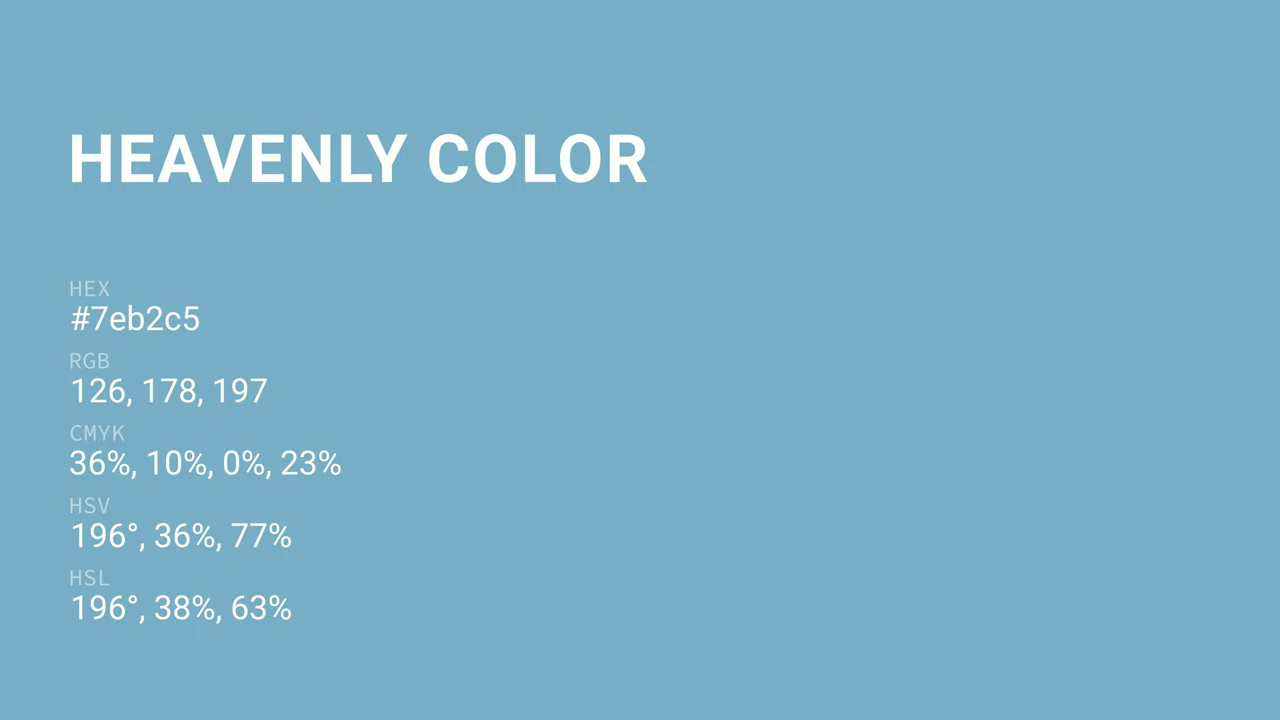 HEAVENLY COLOR
HEX
#7eb2c5
RGB
126, 178, 197
CMYK
36%, 10%, 0%, 23%
HSV
196°, 36%, 77%
HSL
196°, 38%, 63%